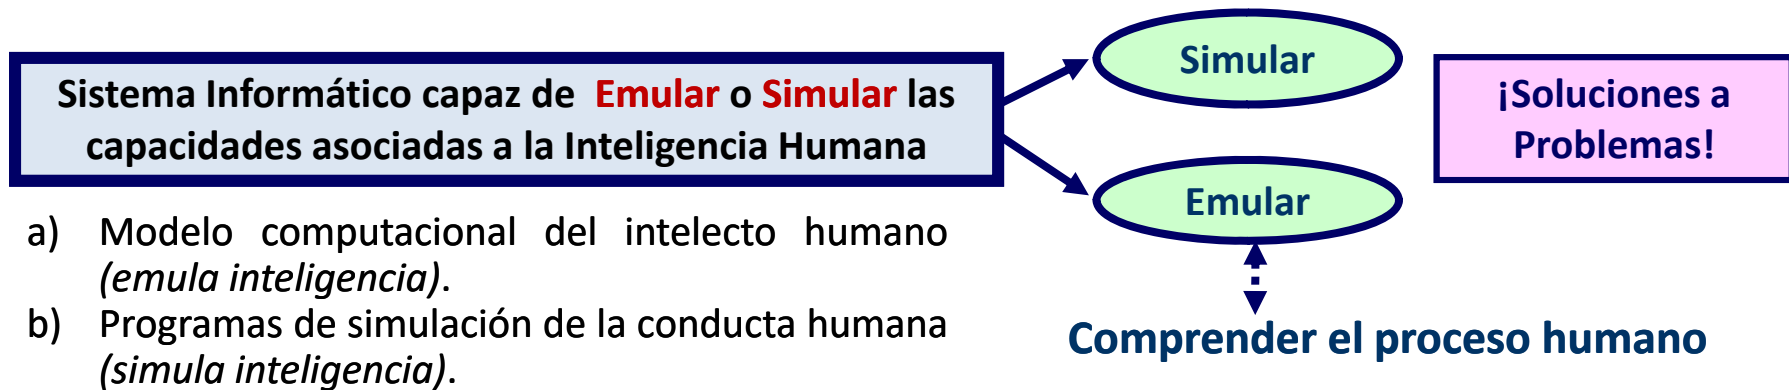 Sistema Informático capaz de Emular o Simular las
capacidades asociadas a la Inteligencia Humana
a) Modelo computacional del intelecto humano
(emula inteligencia).
b) Programas de simulación de la conducta humana
(simula inteligencia).
Simular
Emular
Comprender el proceso humano
¡Soluciones a
Problemas!